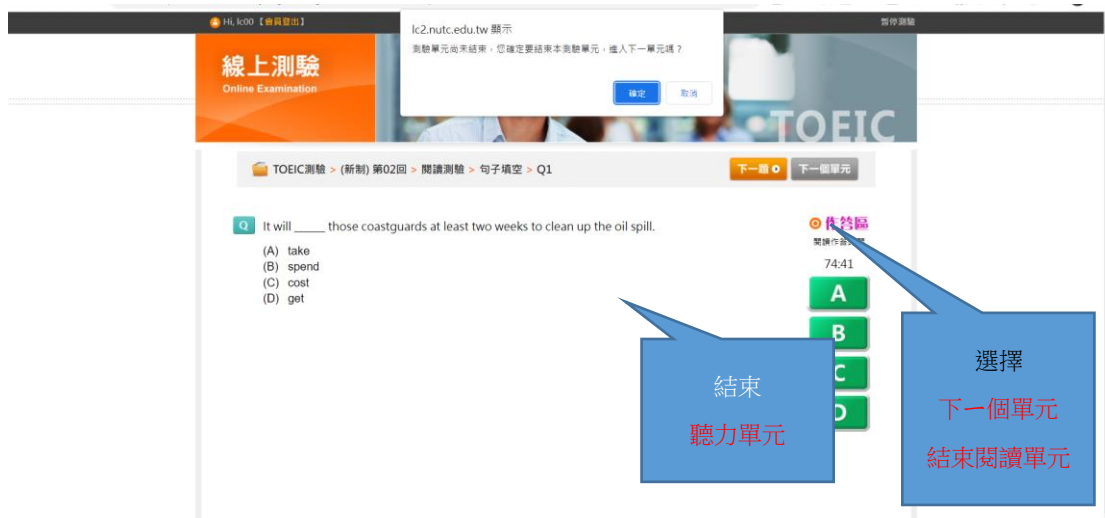 Hi, lc00【會員登出】
暫停測驗
lc2.nutc.edu.tw 顯示
測驗單元尚未結束，您確定要結束本測驗單元，進入下一單元嗎？
確定
取消
線上測驗
Online Examination
TOEIC
TOEIC測驗 > (新制) 第02回 > 閱讀測驗 > 句子填空 > Q1
下一題
下一個單元
Q It will _____ those coastguards at least two weeks to clean up the oil spill.
(A) take
(B) spend
(C) cost
(D) get
作答區
閱讀作答
74:41
A
B
C
D
結束
聽力單元
選擇
下一個單元
結束閱讀單元